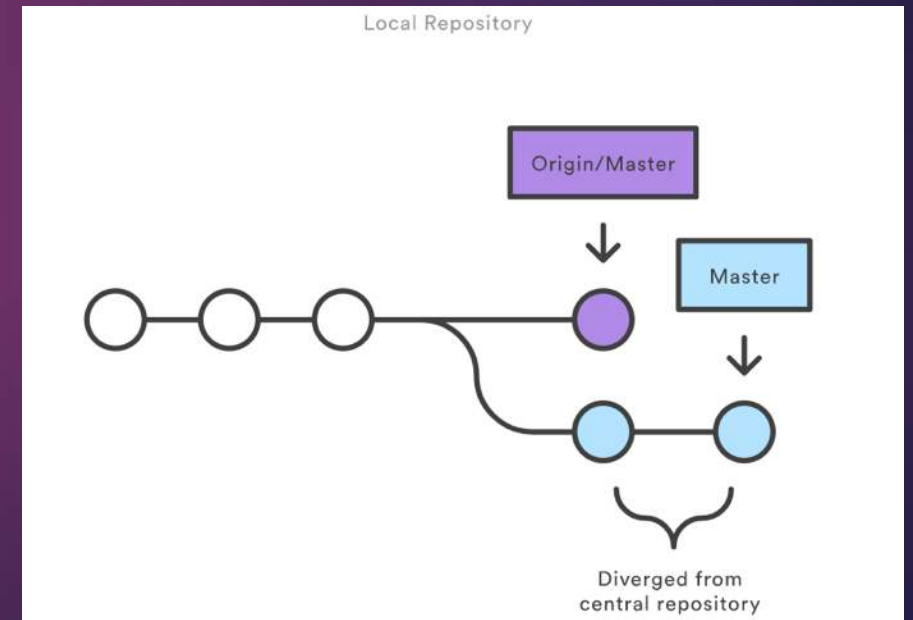 Local Repository
Origin/Master
Master
Diverged from
central repository